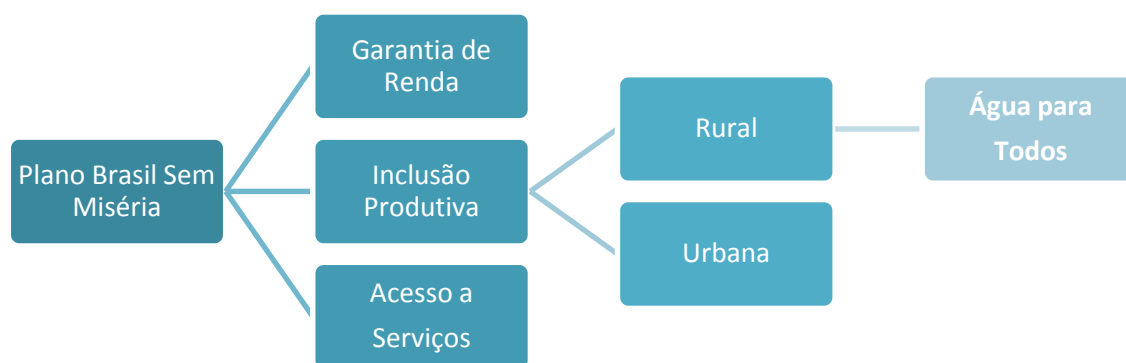 Plano Brasil Sem
Miséria
Garantia de
Renda
Inclusão
Produtiva
Acesso a
Serviços
Rural
Urbana
Água para
Todos